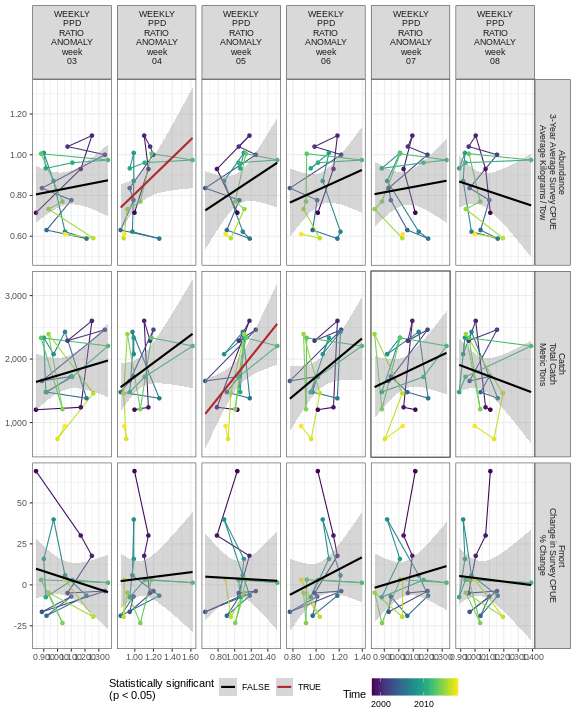 WEEKLY
PPD
RATIO
ANOMALY
week
03
WEEKLY
PPD
RATIO
ANOMALY
week
04
WEEKLY
PPD
RATIO
ANOMALY
week
05
WEEKLY
PPD
RATIO
ANOMALY
week
06
WEEKLY
PPD
RATIO
ANOMALY
week
07
WEEKLY
PPD
RATIO
ANOMALY
week
08
1.20
1.00
0.80
0.60
Abundance
3-Year Average Survey CPUE
Average Kilograms / Tow
3,000
2,000
1,000
Catch
Total Catch
Metric Tons
50
25
0
-25
Fmort
Change in Survey CPUE
% Change
1.00 1.20 1.40 1.60
0.80 1.00 1.20 1.40
0.80 1.00 1.20 1.40
Statistically significant
(p < 0.05)
FALSE
TRUE
Time
2000 2010